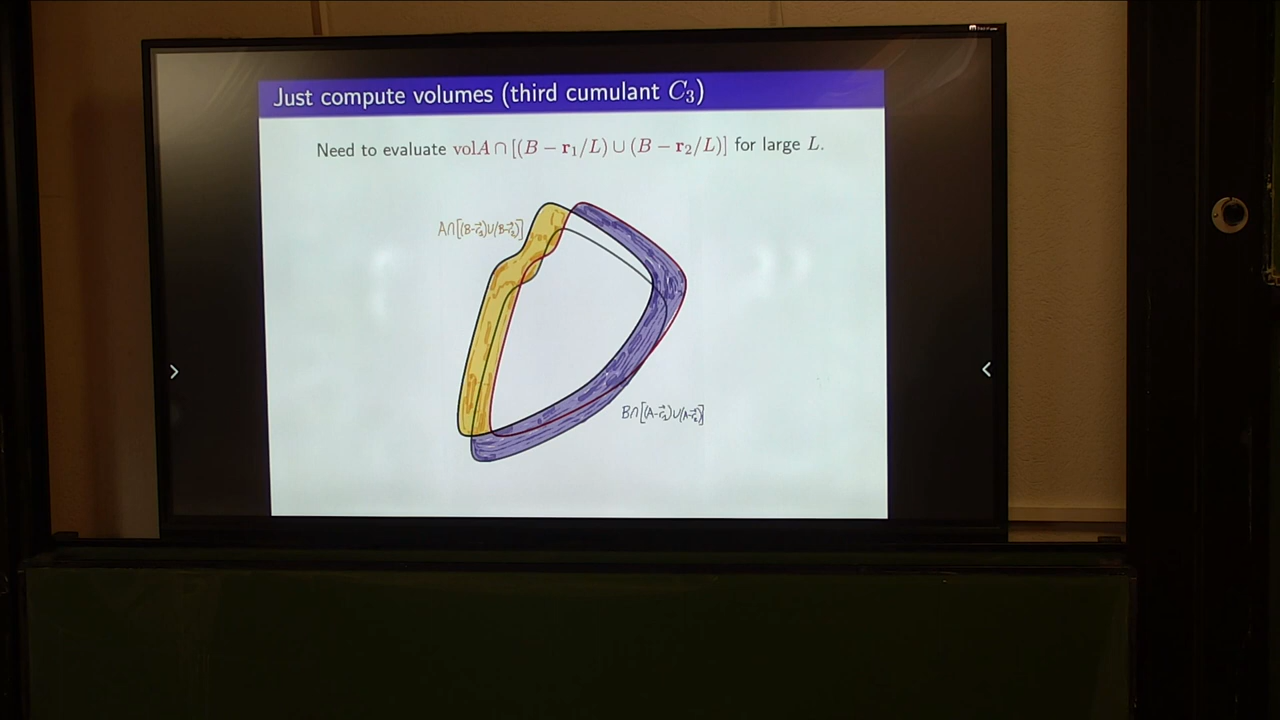 Just compute volumes (third cumulant C₃)
Need to evaluate volA ∩ [(B − r₁/L) ∪ (B − r₂/L)] for large L.
A∩[(B-r⃗₁)∪(B-r⃗₂)]
B∩[(A-r⃗₁)∪(A-r⃗₂)]